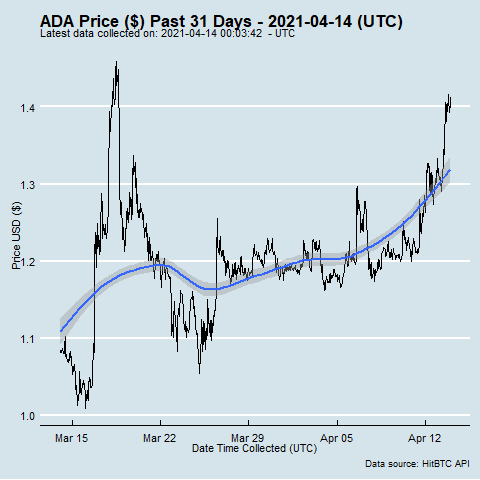 ADA Price ($) Past 31 Days - 2021-04-14 (UTC)
Latest data collected on: 2021-04-14 00:03:42 - UTC
Price USD ($)
1.4
1.3
1.2
1.1
1.0
Mar 15 Mar 22 Mar 29 Apr 05 Apr 12
Date Time Collected (UTC)
Data source: HitBTC API